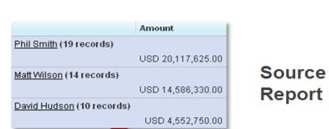 Amount
Phil Smith (19 records)
USD 20,117,625.00
Matt Wilson (14 records)
USD 14,586,330.00
David Hudson (10 records)
USD 4,552,750.00
Source
Report